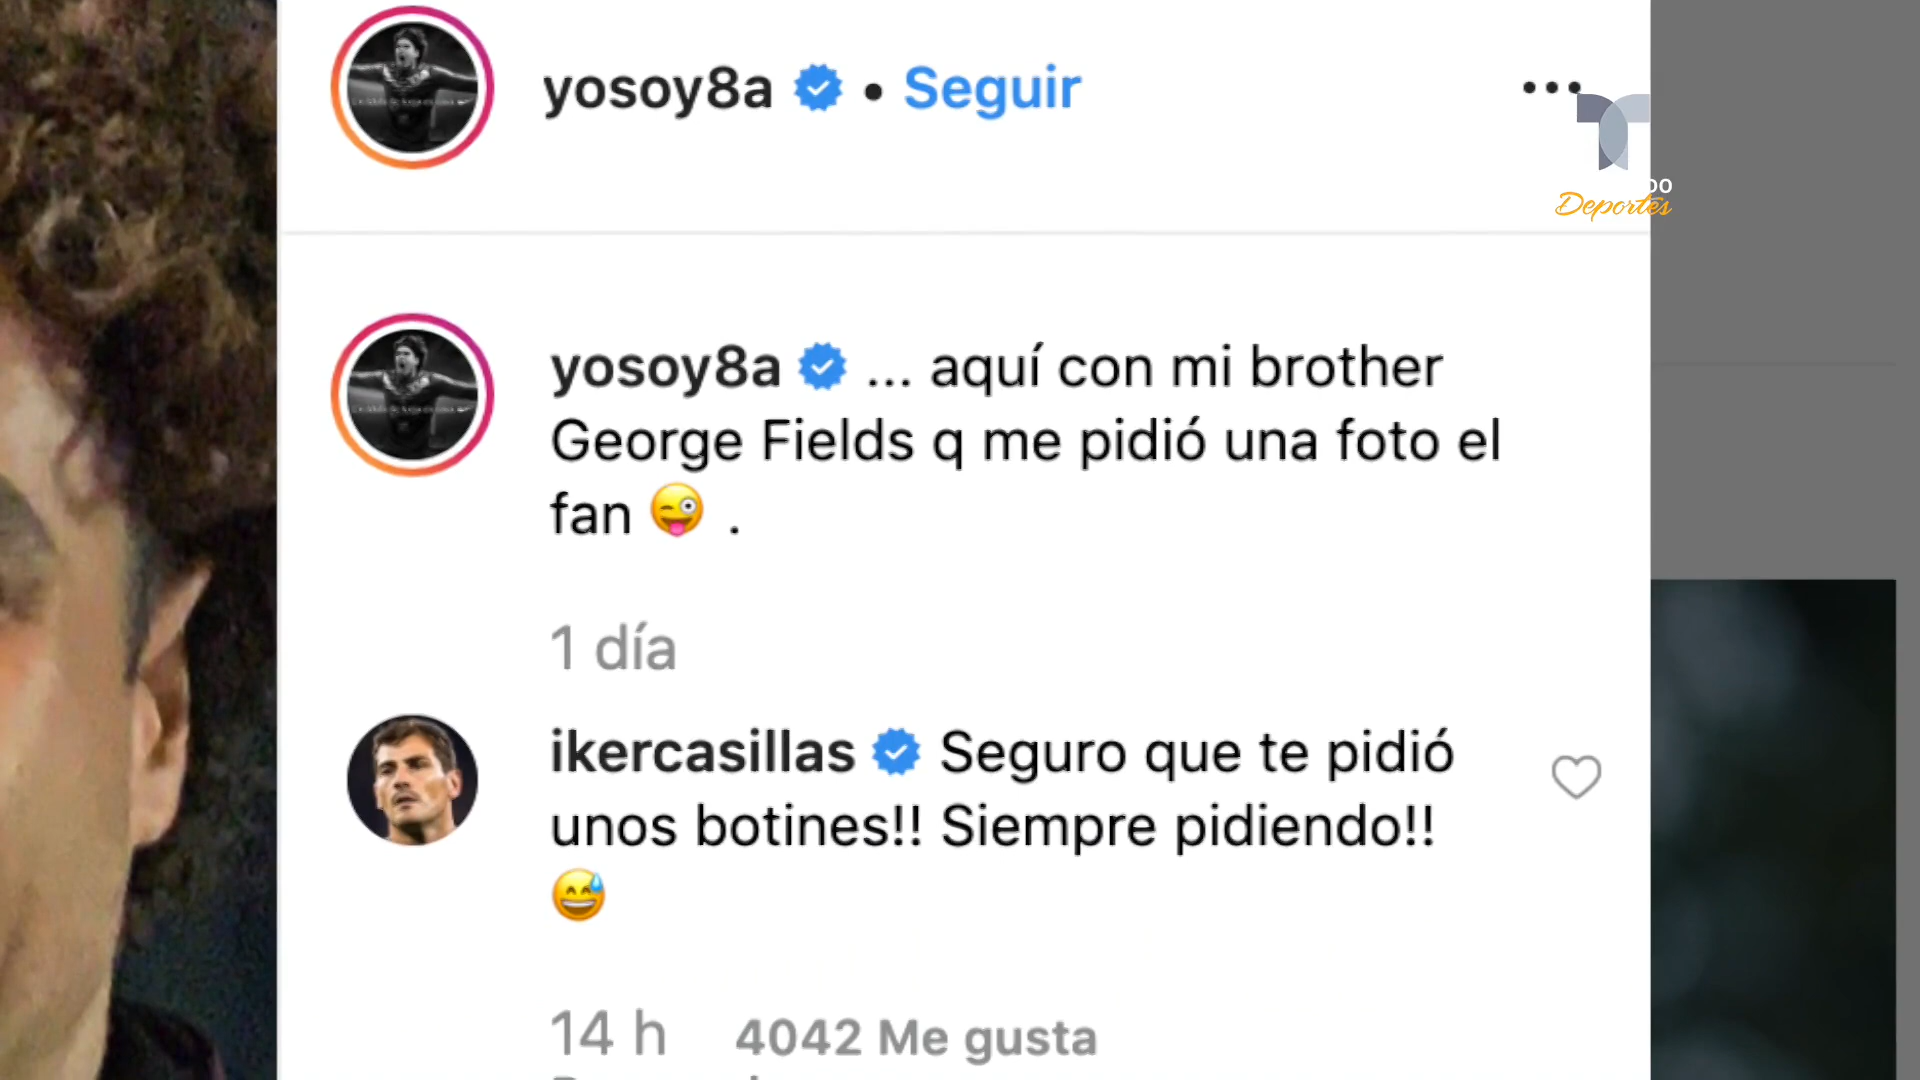 yosoy8a • Seguir
yosoy8a ... aquí con mi brother
George Fields q me pidió una foto el
fan 😜 .
1 día
ikercasillas Seguro que te pidió
unos botines!! Siempre pidiendo!!
😅
14 h 4042 Me gusta
Deportes